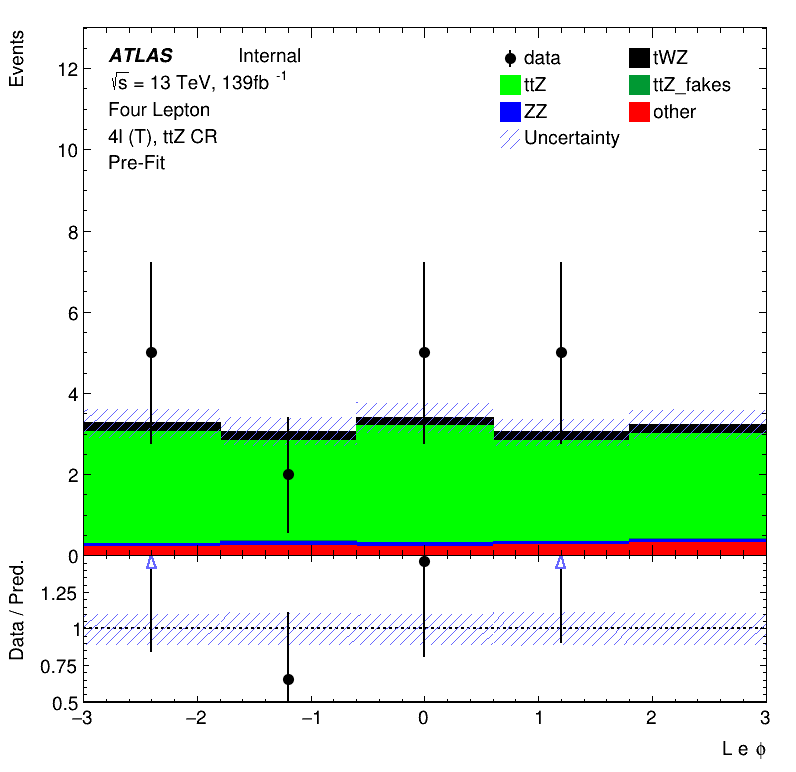 Events
12
10
8
6
4
2
0
ATLAS Internal
√s = 13 TeV, 139fb -1
Four Lepton
4l (T), ttZ CR
Pre-Fit
data
tWZ
ttZ
ttZ_fakes
ZZ
other
Uncertainty
Data / Pred.
1.25
1
0.75
0.5
−3 −2 −1 0 1 2 3
L e ϕ